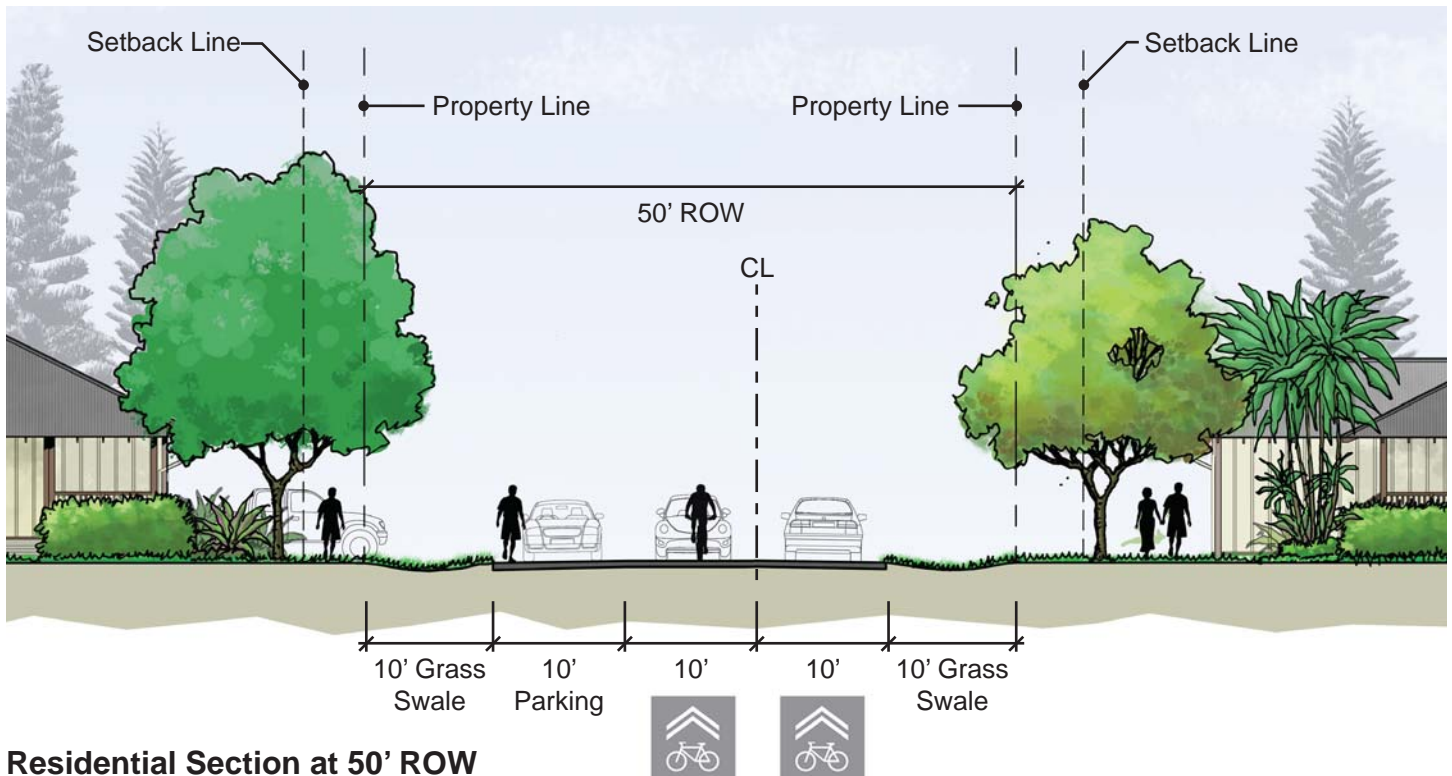 Setback Line
Setback Line
Property Line
Property Line
50’ ROW
CL
10’ Grass
Swale
10’
Parking
10’
10’
10’ Grass
Swale
Residential Section at 50’ ROW